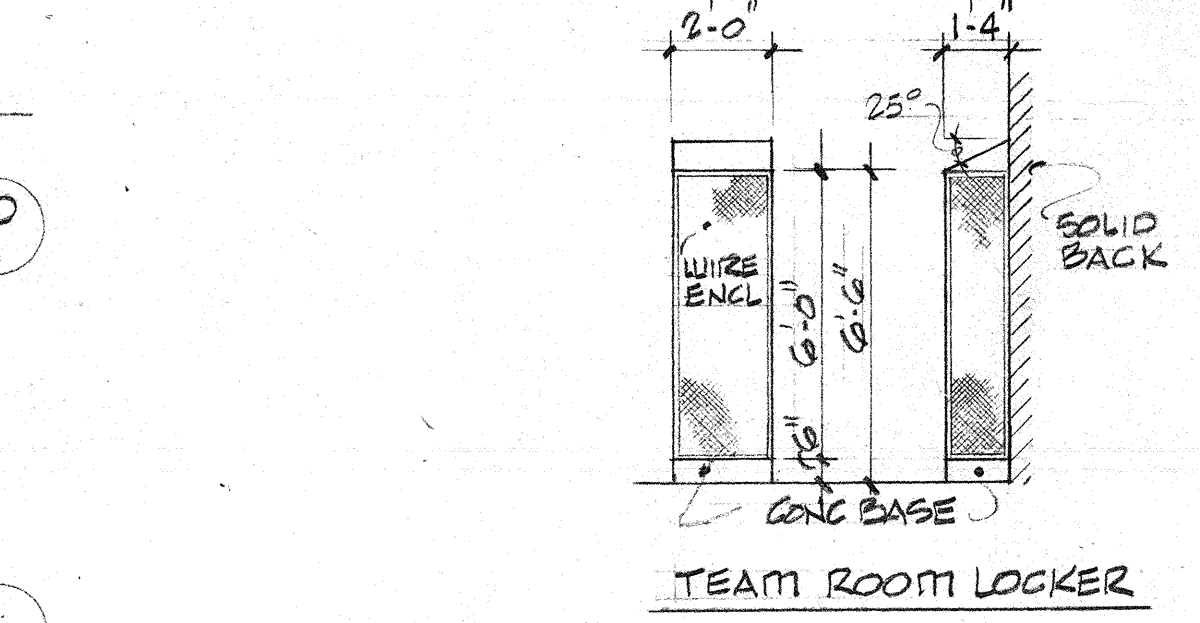 2'-0"
1'-4"
25°
SOLID
BACK
WIRE
ENCL
6'-0"
6'-6"
6"
CONC BASE
TEAM ROOM LOCKER